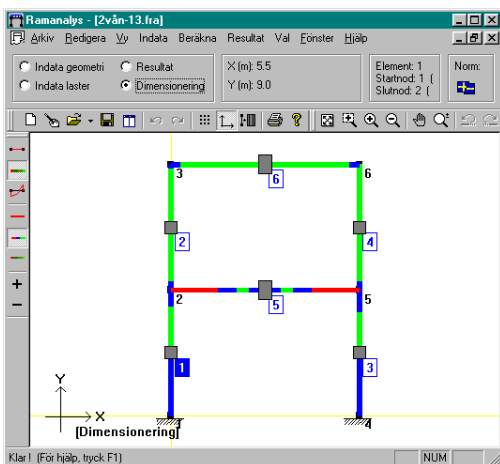 Ramanalys - [2vån-13.fra]
Arkiv Redigera Vy Indata Beräkna Resultat Val Fönster Hjälp
Indata geometri Resultat X (m): 5.5 Element: 1 Norm:
Indata laster Dimensionering Y (m): 9.0 Startnod: 1 (
Slutnod: 2 (
3 6
6
2 4
2 5
5
1 3
Y
X
1 4
[Dimensionering]
Klar! (För hjälp, tryck F1) NUM